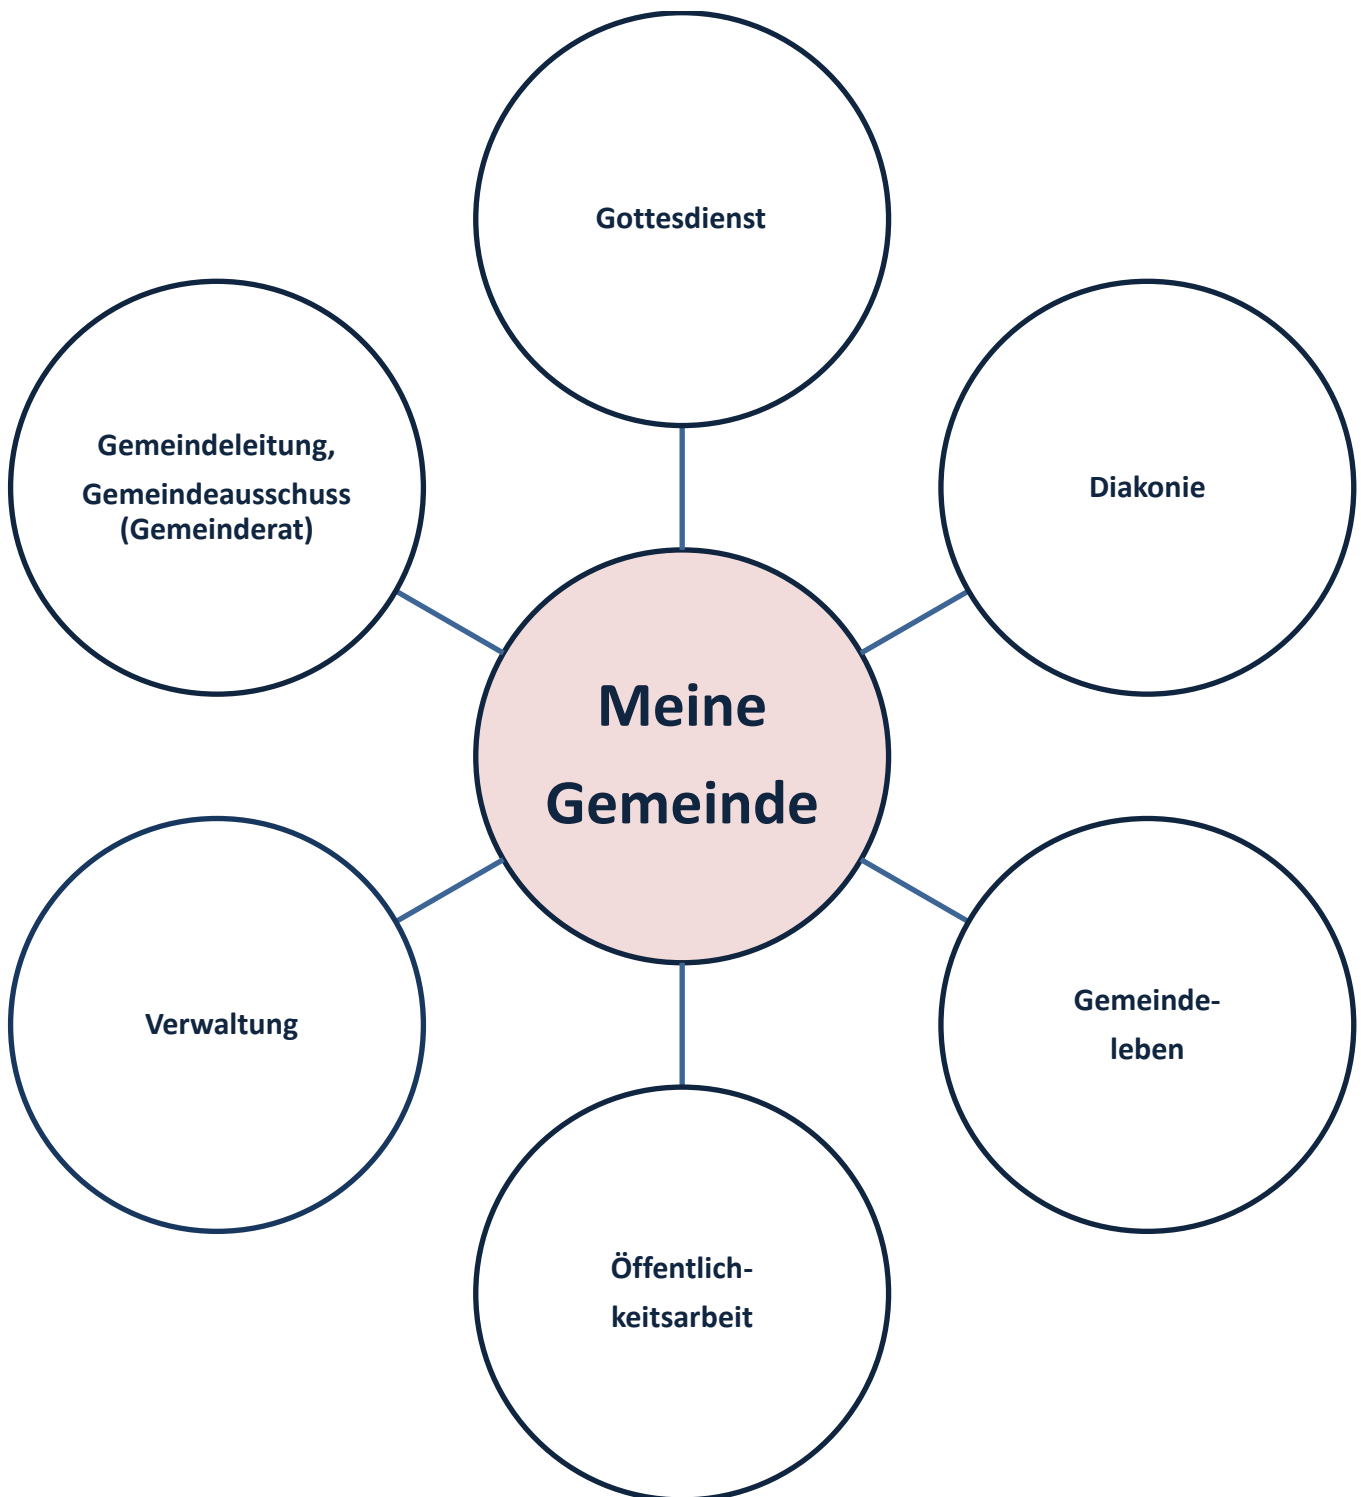 Gottesdienst
Gemeindeleitung,
Gemeindeausschuss
(Gemeinderat)
Diakonie
Meine
Gemeinde
Verwaltung
Gemeinde-
leben
Öffentlich-
keitsarbeit